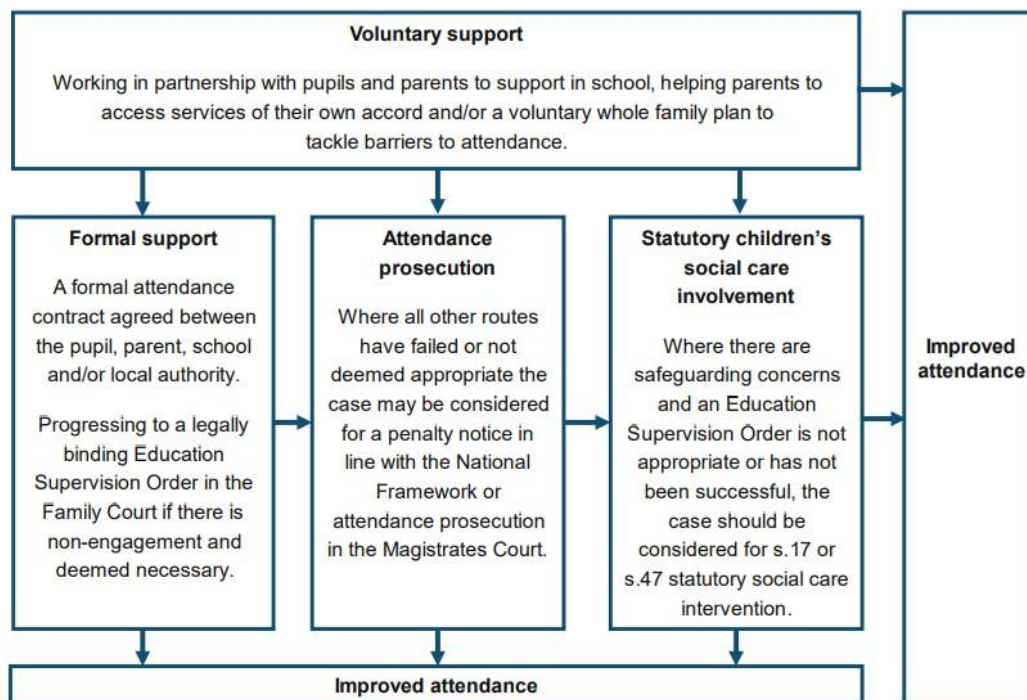 Voluntary support
Working in partnership with pupils and parents to support in school, helping parents to
access services of their own accord and/or a voluntary whole family plan to
tackle barriers to attendance.
Formal support
A formal attendance
contract agreed between
the pupil, parent, school
and/or local authority.
Progressing to a legally
binding Education
Supervision Order in the
Family Court if there is
non-engagement and
deemed necessary.
Attendance
prosecution
Where all other routes
have failed or not
deemed appropriate the
case may be considered
for a penalty notice in
line with the National
Framework or
attendance prosecution
in the Magistrates Court.
Statutory children’s
social care
involvement
Where there are
safeguarding concerns
and an Education
Supervision Order is not
appropriate or has not
been successful, the
case should be
considered for s.17 or
s.47 statutory social care
intervention.
Improved
attendance
Improved attendance